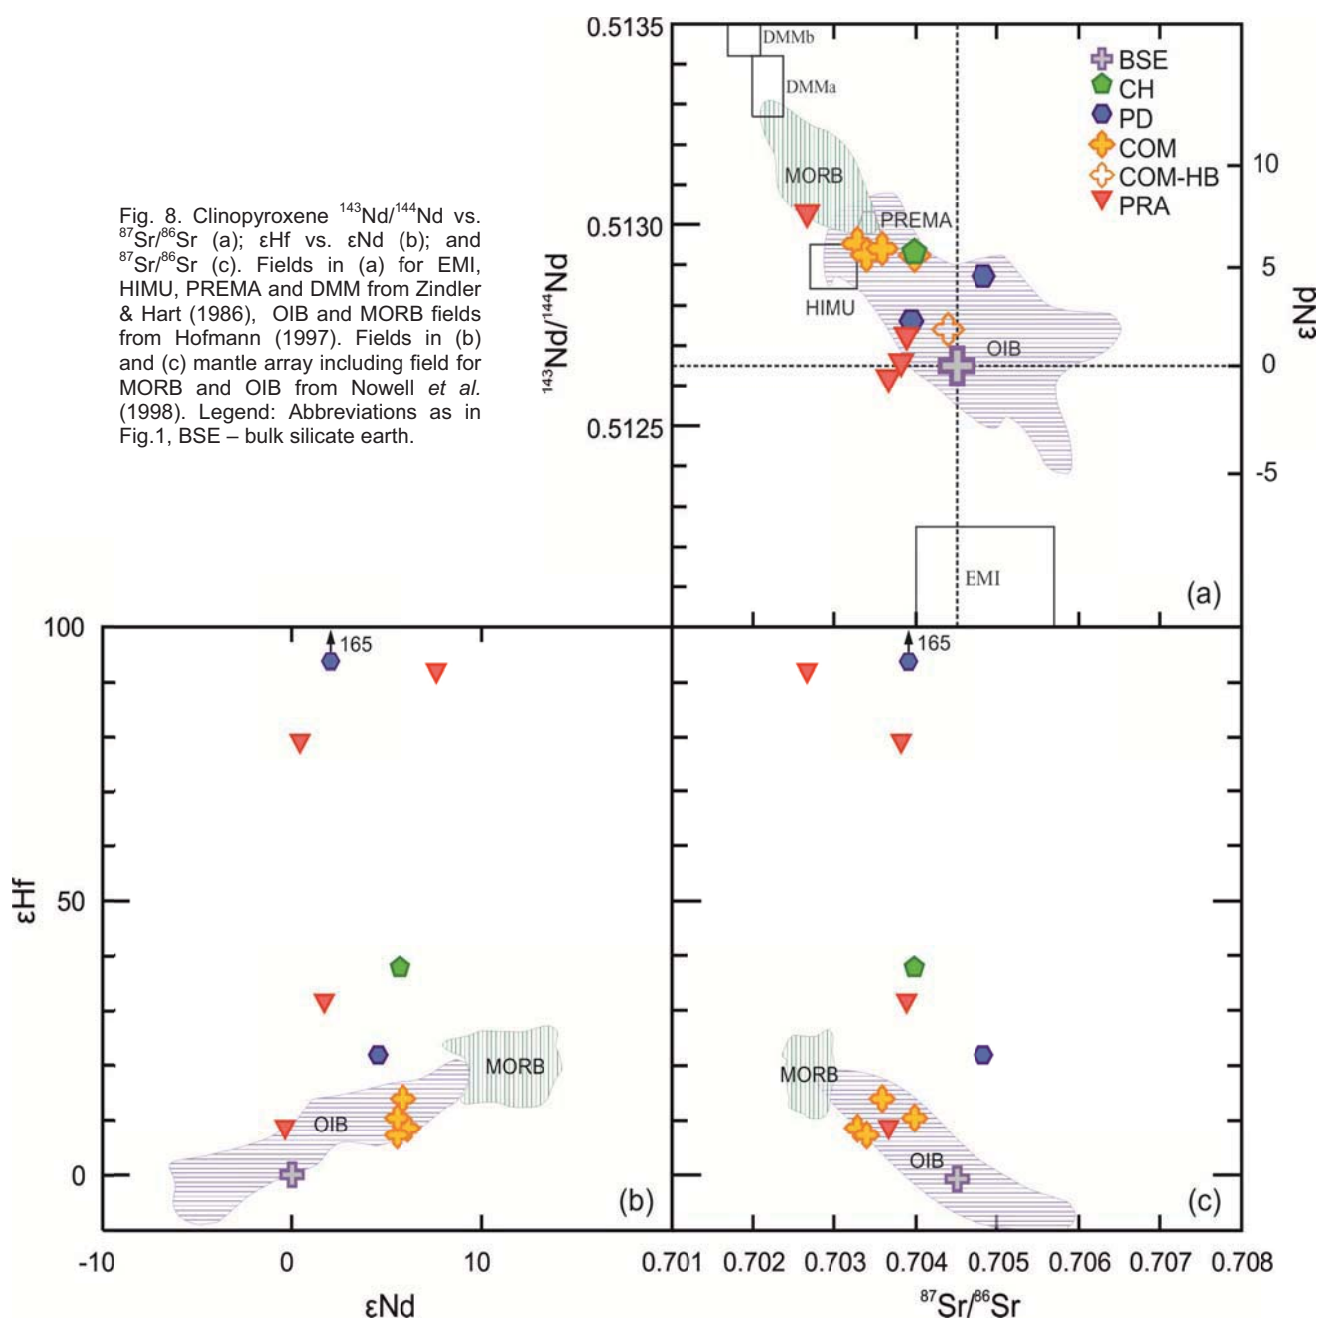 Fig. 8. Clinopyroxene ¹⁴³Nd/¹⁴⁴Nd vs.
⁸⁷Sr/⁸⁶Sr (a); εHf vs. εNd (b); and
⁸⁷Sr/⁸⁶Sr (c). Fields in (a) for EMI,
HIMU, PREMA and DMM from Zindler
& Hart (1986), OIB and MORB fields
from Hofmann (1997). Fields in (b)
and (c) mantle array including field for
MORB and OIB from Nowell et al.
(1998). Legend: Abbreviations as in
Fig.1, BSE – bulk silicate earth.
0.5135
0.5130
0.5125
¹⁴³Nd/¹⁴⁴Nd
DMMb
DMMa
MORB
PREMA
HIMU
OIB
EMI
BSE
CH
PD
COM
COM-HB
PRA
10
5
0
-5
εNd
(a)
100
50
0
εHf
165
MORB
OIB
(b)
-10
0
10
εNd
165
MORB
OIB
(c)
0.701
0.702
0.703
0.704
0.705
0.706
0.707
0.708
⁸⁷Sr/⁸⁶Sr